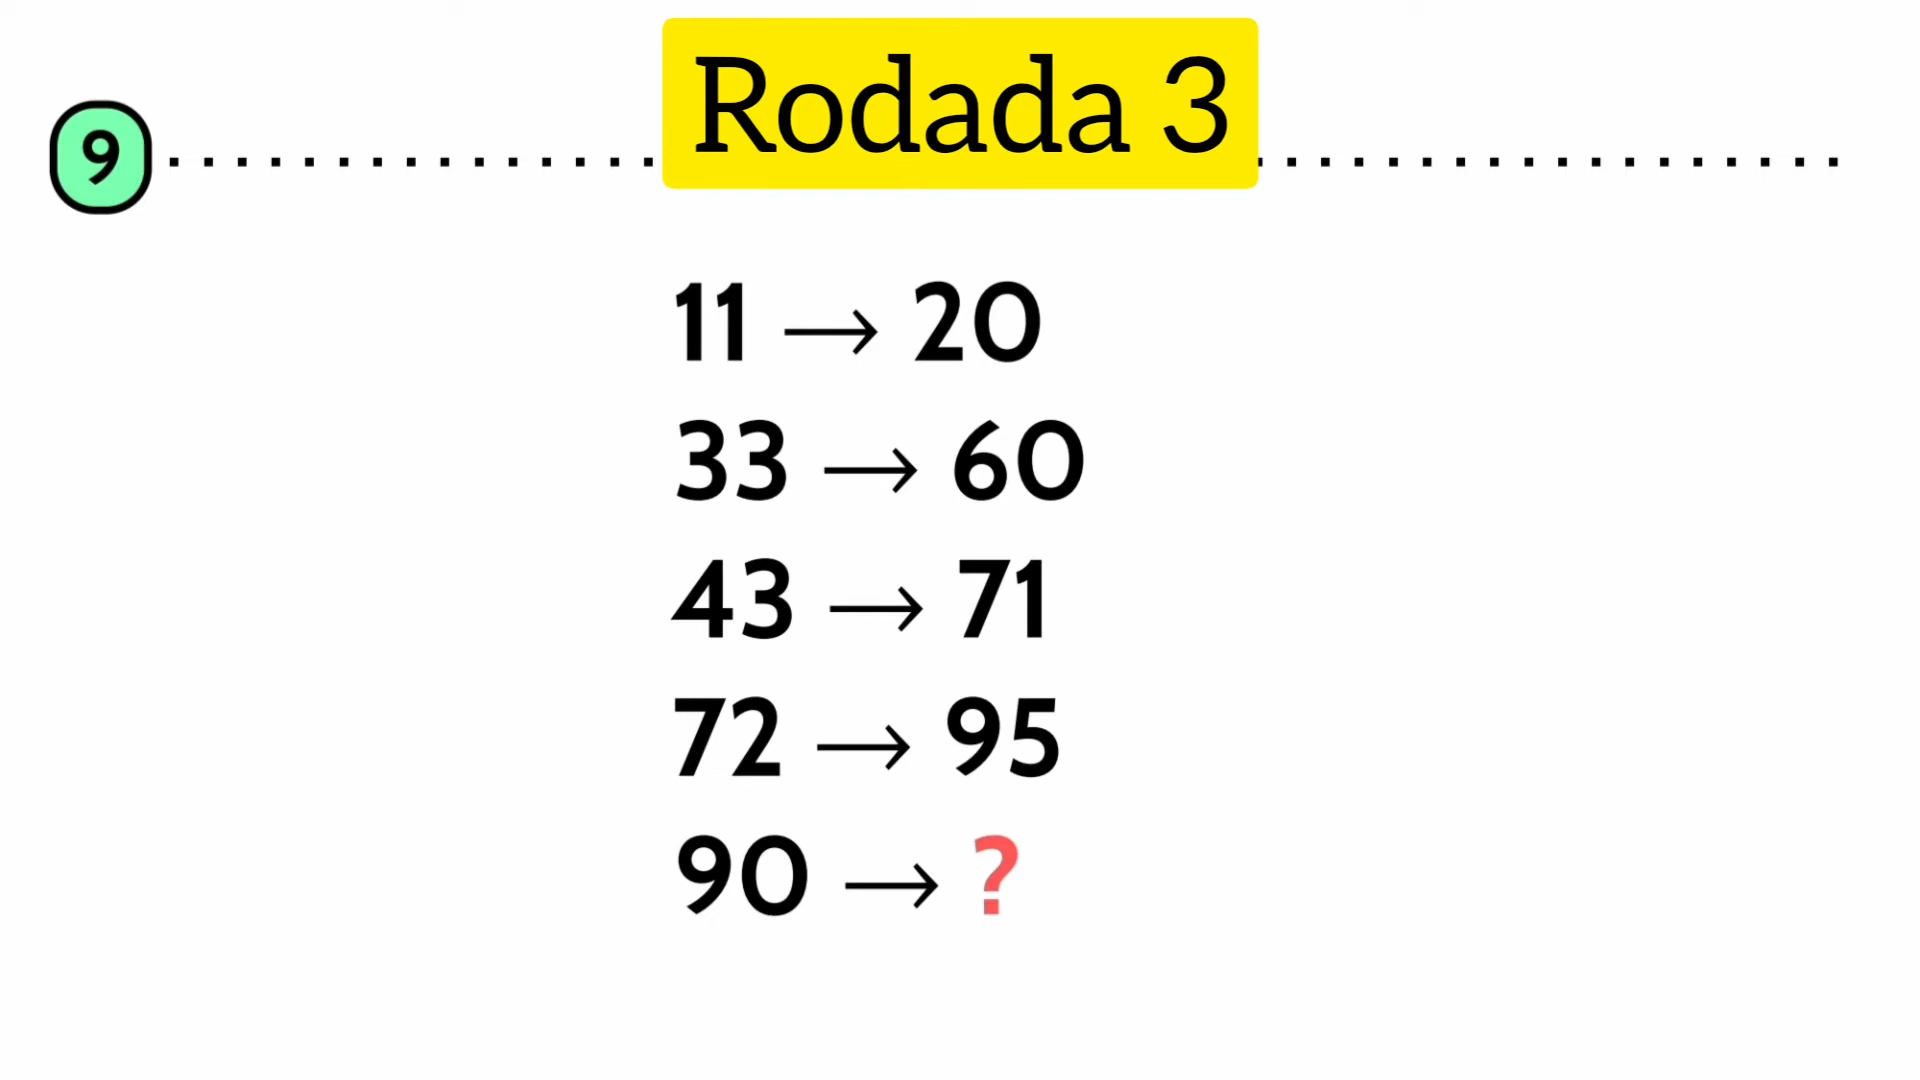 Rodada 3
9
11 → 20
33 → 60
43 → 71
72 → 95
90 → ?